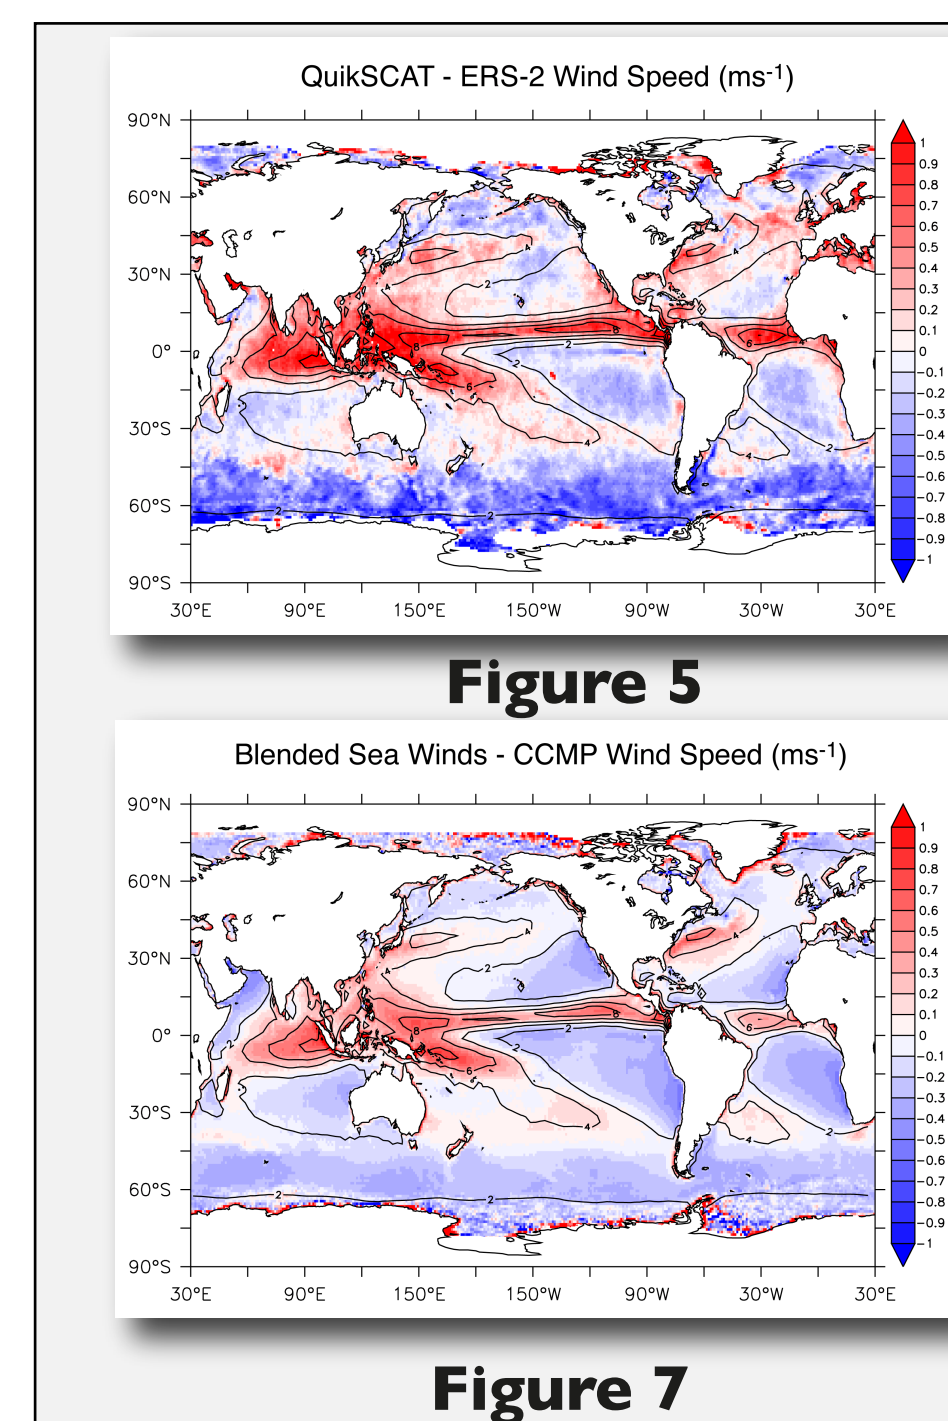 QuikSCAT - ERS-2 Wind Speed (ms-1)
90°N
60°N
30°N
0°
30°S
60°S
90°S
30°E 90°E 150°E 150°W 90°W 30°W 30°E
1
0.9
0.8
0.7
0.6
0.5
0.4
0.3
0.2
0.1
0
-0.1
-0.2
-0.3
-0.4
-0.5
-0.6
-0.7
-0.8
-0.9
-1
Figure 5
Blended Sea Winds - CCMP Wind Speed (ms-1)
90°N
60°N
30°N
0°
30°S
60°S
90°S
30°E 90°E 150°E 150°W 90°W 30°W 30°E
1
0.9
0.8
0.7
0.6
0.5
0.4
0.3
0.2
0.1
0
-0.1
-0.2
-0.3
-0.4
-0.5
-0.6
-0.7
-0.8
-0.9
-1
Figure 7